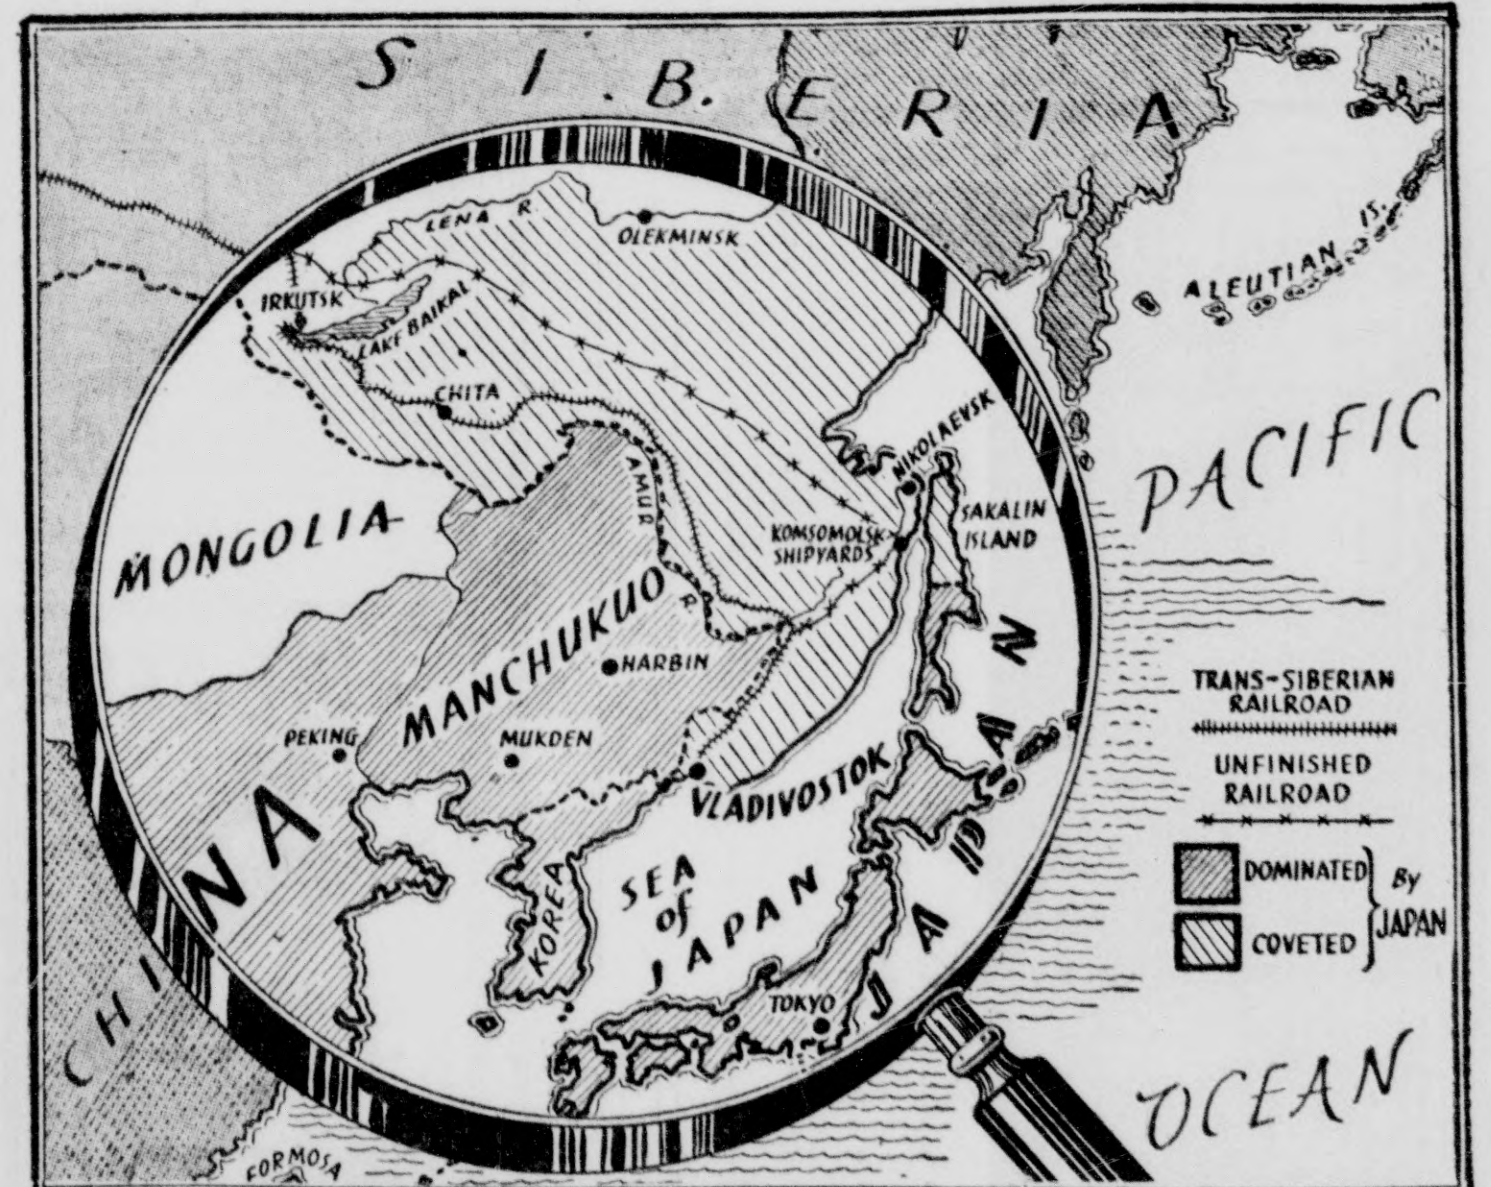 SIBERIA
LENA R.
OLEKMINSK
IRKUTSK
LAKE BAIKAL
CHITA
ALEUTIAN IS.
PACIFIC
NIKOLAEVSK
MONGOLIA
AMUR R.
KOMSOMOLSK
SHIPYARDS
SAKALIN
ISLAND
MANCHUKUO
HARBIN
PEKING
MUKDEN
VLADIVOSTOK
CHINA
KOREA
SEA
of
JAPAN
JAPAN
TOKYO
TRANS-SIBERIAN
RAILROAD
UNFINISHED
RAILROAD
DOMINATED
COVETED
By
JAPAN
OCEAN
FORMOSA